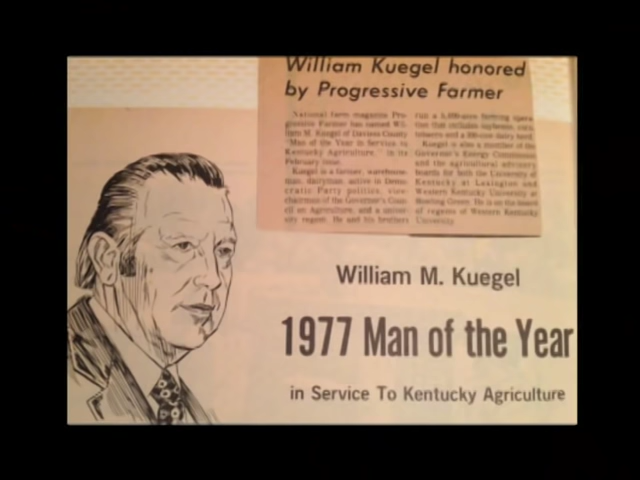 William Kuegel honored
by Progressive Farmer
National farm magazine Pro-
gressive Farmer has named Wil-
liam M. Kuegel of Daviess County
"Man of the Year in Service to
Kentucky Agriculture," in its
February issue.
Kuegel is a farmer, warehouse-
man, dairyman, active in Demo-
cratic Party politics, vice-
chairman of the Governor's Coun-
cil on Agriculture, and a univer-
sity regent. He and his brothers
run a 5,000-acre farming opera-
tion that includes soybeans, corn,
tobacco and a 300-cow dairy herd.
Kuegel is also a member of the
Governor's Energy Commission
and the agricultural advisory
boards for both the University of
Kentucky at Lexington and
Western Kentucky University at
Bowling Green. He is on the board
of regents of Western Kentucky
University.
William M. Kuegel
1977 Man of the Year
in Service To Kentucky Agriculture